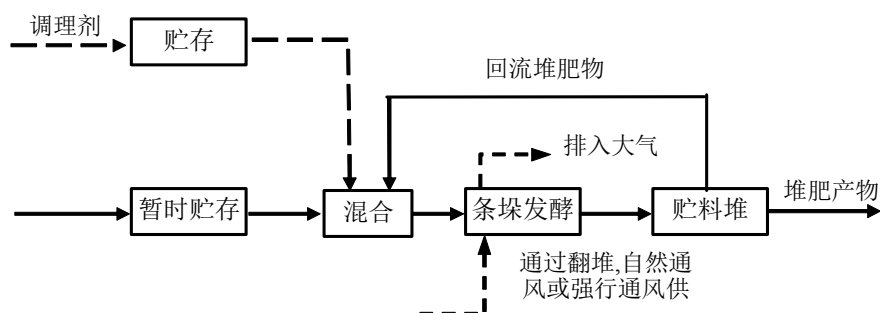 调理剂
贮存
回流堆肥物
排入大气
暂时贮存
混合
条垛发酵
贮料堆
堆肥产物
通过翻堆,自然通
风或强行通风供